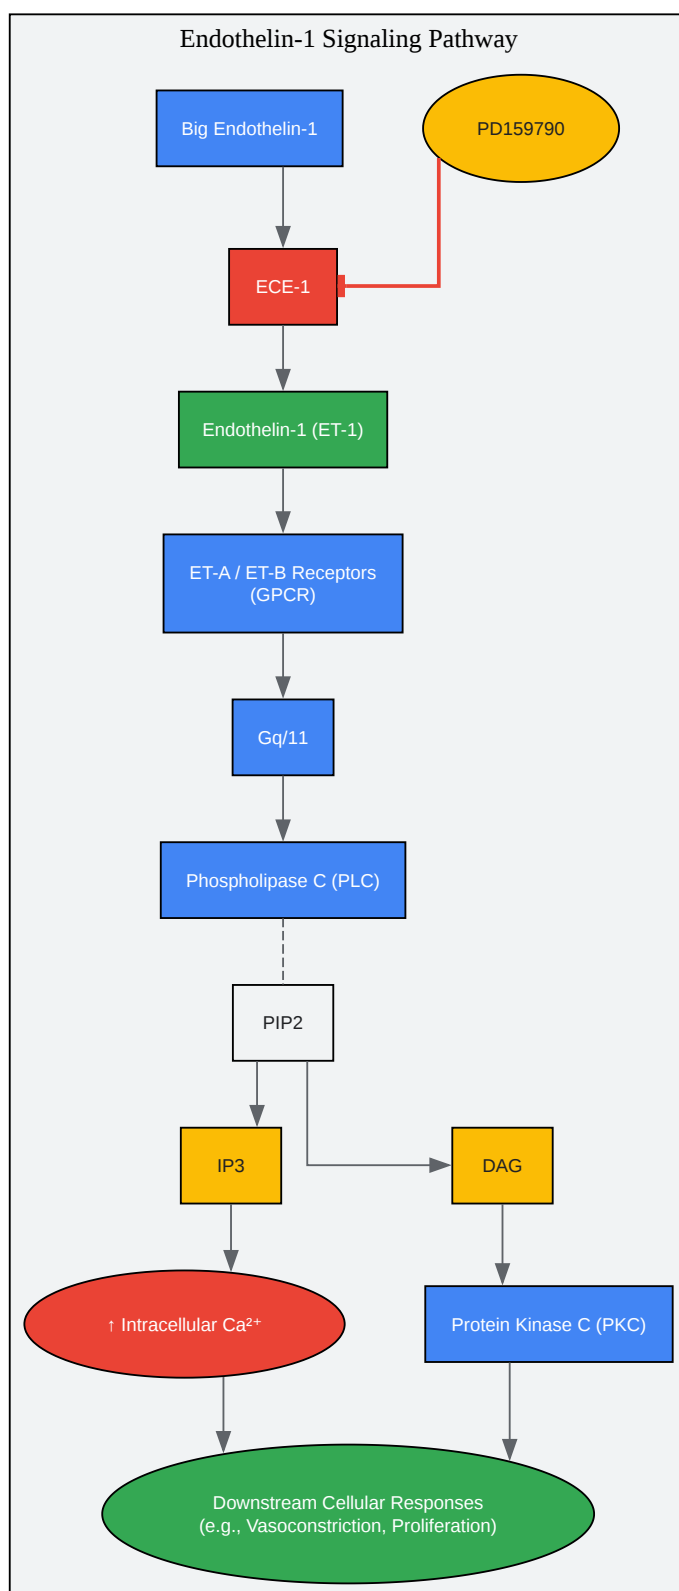 Endothelin-1 Signaling Pathway
Big Endothelin-1
PD159790
ECE-1
Endothelin-1 (ET-1)
ET-A / ET-B Receptors
(GPCR)
Gq/11
Phospholipase C (PLC)
PIP2
IP3
DAG
↑ Intracellular Ca²⁺
Protein Kinase C (PKC)
Downstream Cellular Responses
(e.g., Vasoconstriction, Proliferation)